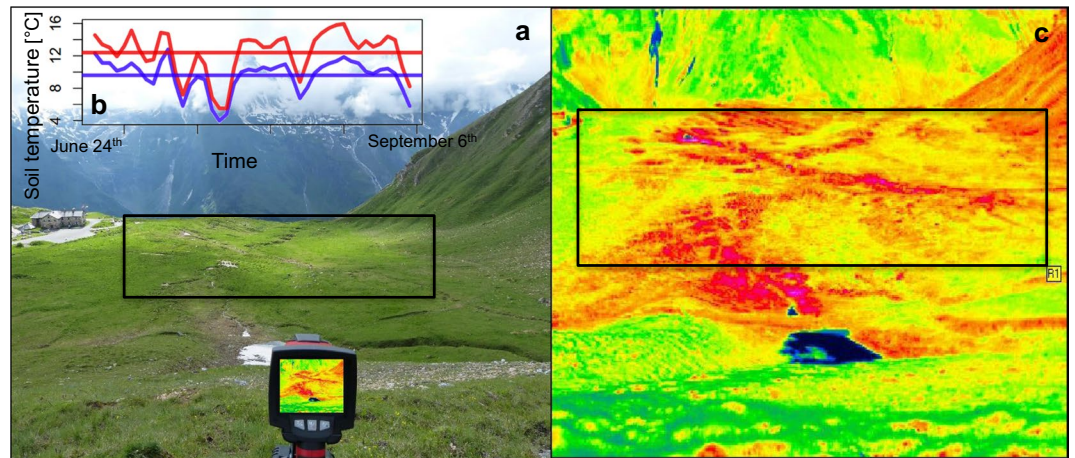 a
b
c
Soil temperature [°C]
16
12
8
4
June 24th
Time
September 6th
R1